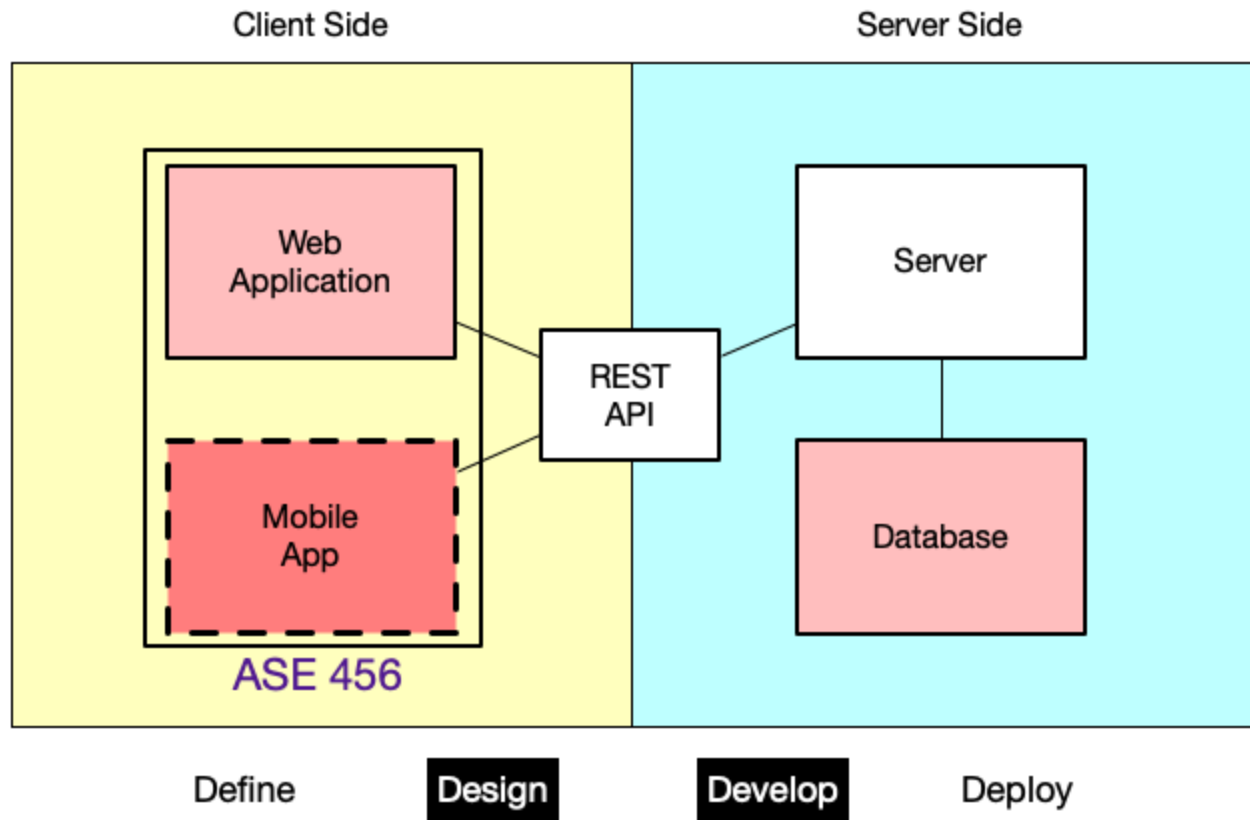 Client Side
Server Side
Web
Application
Server
REST
API
Mobile
App
Database
ASE 456
Define
Design
Develop
Deploy